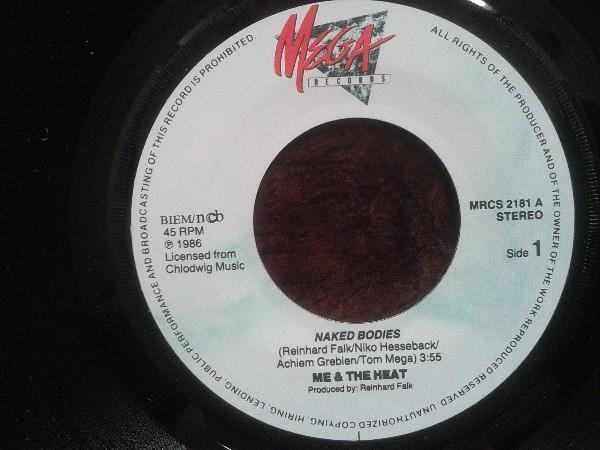 MEGA
RECORDS
ALL RIGHTS OF THE PRODUCER AND OF THE OWNER OF THE WORK REPRODUCED RESERVED. UNAUTHORIZED COPYING, HIRING, LENDING, PUBLIC PERFORMANCE AND BROADCASTING OF THIS RECORD IS PROHIBITED.
BIEM/ncb
45 RPM
℗ 1986
Licensed from
Chlodwig Music
MRCS 2181 A
STEREO
Side 1
NAKED BODIES
(Reinhard Falk/Niko Hesseback/
Achiem Greblen/Tom Mega) 3:55
ME & THE HEAT
Produced by: Reinhard Falk